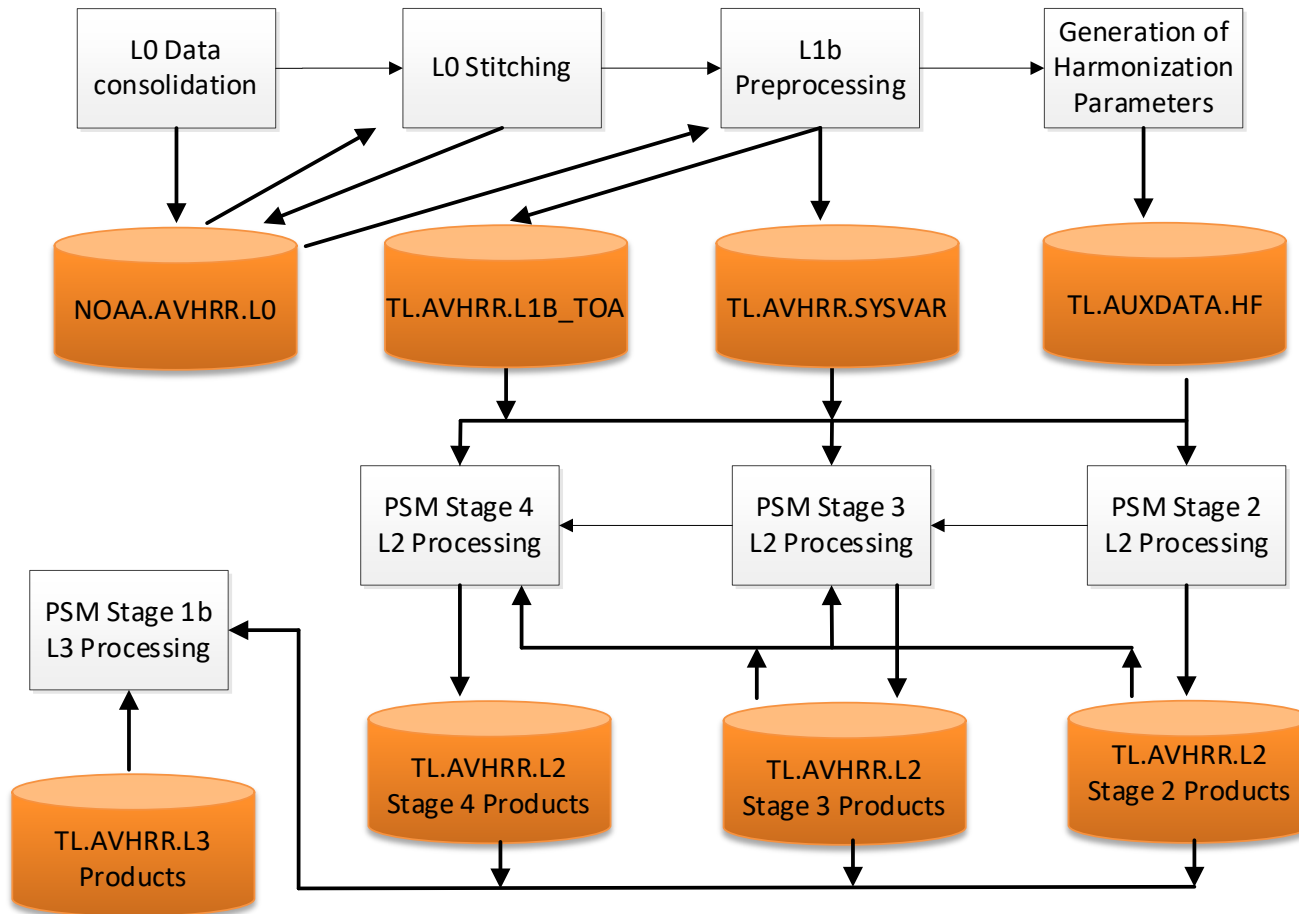 L0 Data
consolidation
L0 Stitching
L1b
Preprocessing
Generation of
Harmonization
Parameters
NOAA.AVHRR.L0
TL.AVHRR.L1B_TOA
TL.AVHRR.SYSVAR
TL.AUXDATA.HF
PSM Stage 4
L2 Processing
PSM Stage 3
L2 Processing
PSM Stage 2
L2 Processing
PSM Stage 1b
L3 Processing
TL.AVHRR.L2
Stage 4 Products
TL.AVHRR.L2
Stage 3 Products
TL.AVHRR.L2
Stage 2 Products
TL.AVHRR.L3
Products